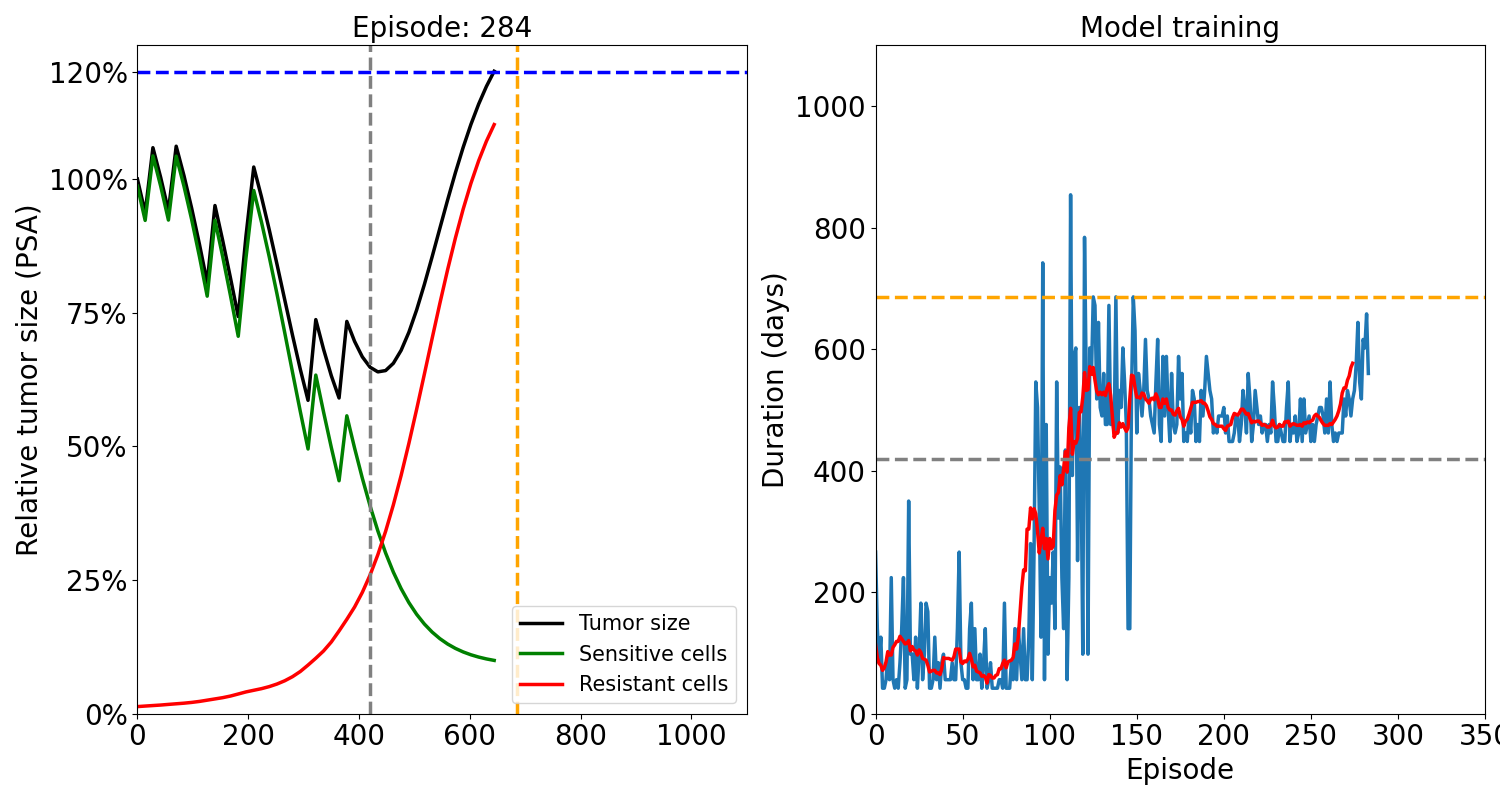 Episode: 284
Relative tumor size (PSA)
120%
100%
75%
50%
25%
0%
0 200 400 600 800 1000
Tumor size
Sensitive cells
Resistant cells
Model training
Duration (days)
1000
800
600
400
200
0
0 50 100 150 200 250 300 350
Episode